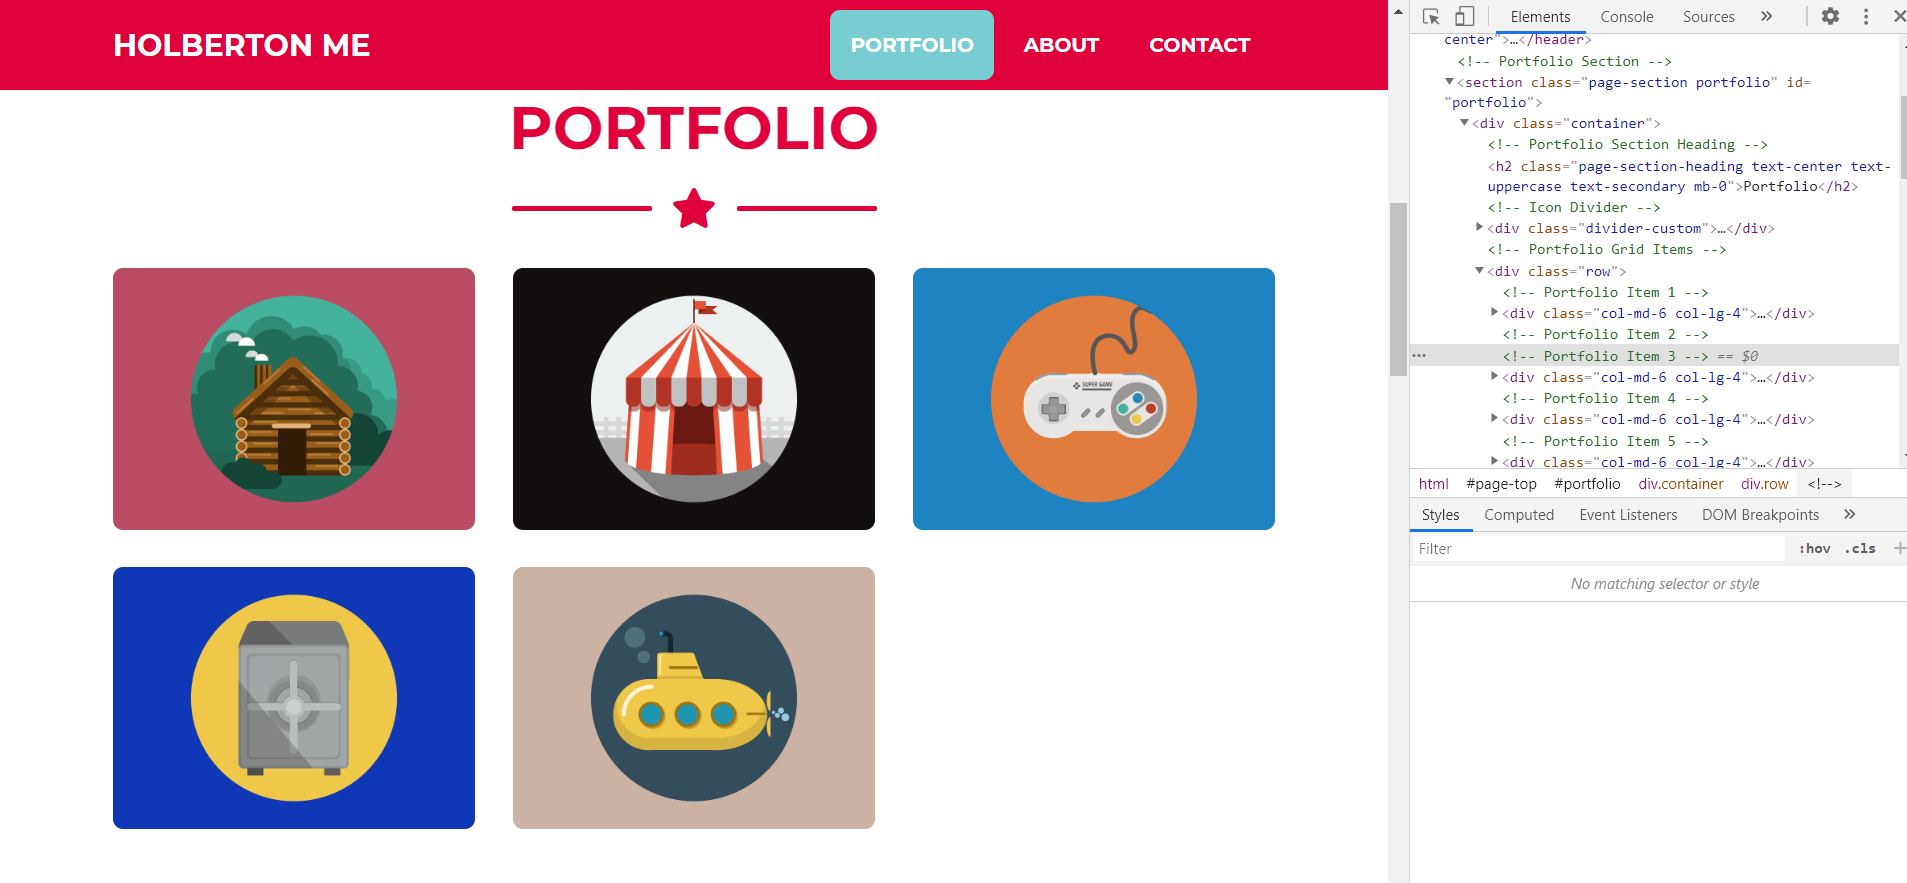 HOLBERTON ME
PORTFOLIO ABOUT CONTACT
PORTFOLIO
SUPER GAME
Elements Console Sources »
center">…</header>
<!-- Portfolio Section -->
<section class="page-section portfolio" id=
"portfolio">
<div class="container">
<!-- Portfolio Section Heading -->
<h2 class="page-section-heading text-center text-
uppercase text-secondary mb-0">Portfolio</h2>
<!-- Icon Divider -->
<div class="divider-custom">…</div>
<!-- Portfolio Grid Items -->
<div class="row">
<!-- Portfolio Item 1 -->
<div class="col-md-6 col-lg-4">…</div>
<!-- Portfolio Item 2 -->
<!-- Portfolio Item 3 --> == $0
<div class="col-md-6 col-lg-4">…</div>
<!-- Portfolio Item 4 -->
<div class="col-md-6 col-lg-4">…</div>
<!-- Portfolio Item 5 -->
<div class="col-md-6 col-lg-4">…</div>
html #page-top #portfolio div.container div.row <!-->
Styles Computed Event Listeners DOM Breakpoints »
Filter :hov .cls +
No matching selector or style